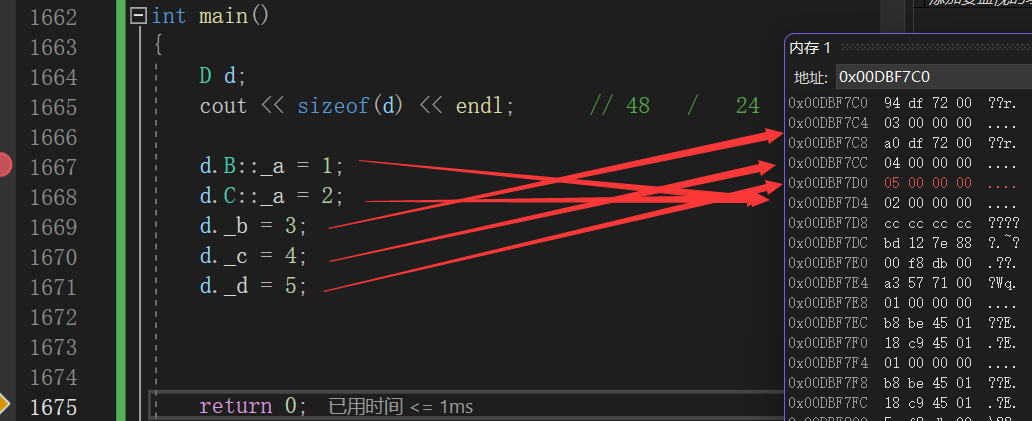 1662 int main()
1663 {
1664 D d;
1665 cout << sizeof(d) << endl; // 48 / 24
1666
1667 d.B::_a = 1;
1668 d.C::_a = 2;
1669 d._b = 3;
1670 d._c = 4;
1671 d._d = 5;
1672
1673
1674
1675 return 0; 已用时间 <= 1ms
内存 1
地址: 0x00DBF7C0
0x00DBF7C0 94 df 72 00 ??r.
0x00DBF7C4 03 00 00 00 ....
0x00DBF7C8 a0 df 72 00 ??r.
0x00DBF7CC 04 00 00 00 ....
0x00DBF7D0 05 00 00 00 ....
0x00DBF7D4 02 00 00 00 ....
0x00DBF7D8 cc cc cc cc ????
0x00DBF7DC bd 12 7e 88 ?.~?
0x00DBF7E0 00 f8 db 00 .??.
0x00DBF7E4 a3 57 71 00 ?Wq.
0x00DBF7E8 01 00 00 00 ....
0x00DBF7EC b8 be 45 01 ??E.
0x00DBF7F0 18 c9 45 01 .?E.
0x00DBF7F4 01 00 00 00 ....
0x00DBF7F8 b8 be 45 01 ??E.
0x00DBF7FC 18 c9 45 01 .?E.